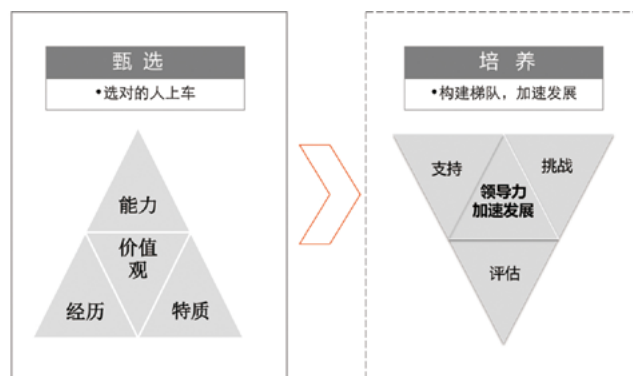 甄 选
•选对的人上车
能力
价值
观
经历
特质
培 养
•构建梯队，加速发展
支持
挑战
领导力
加速发展
评估